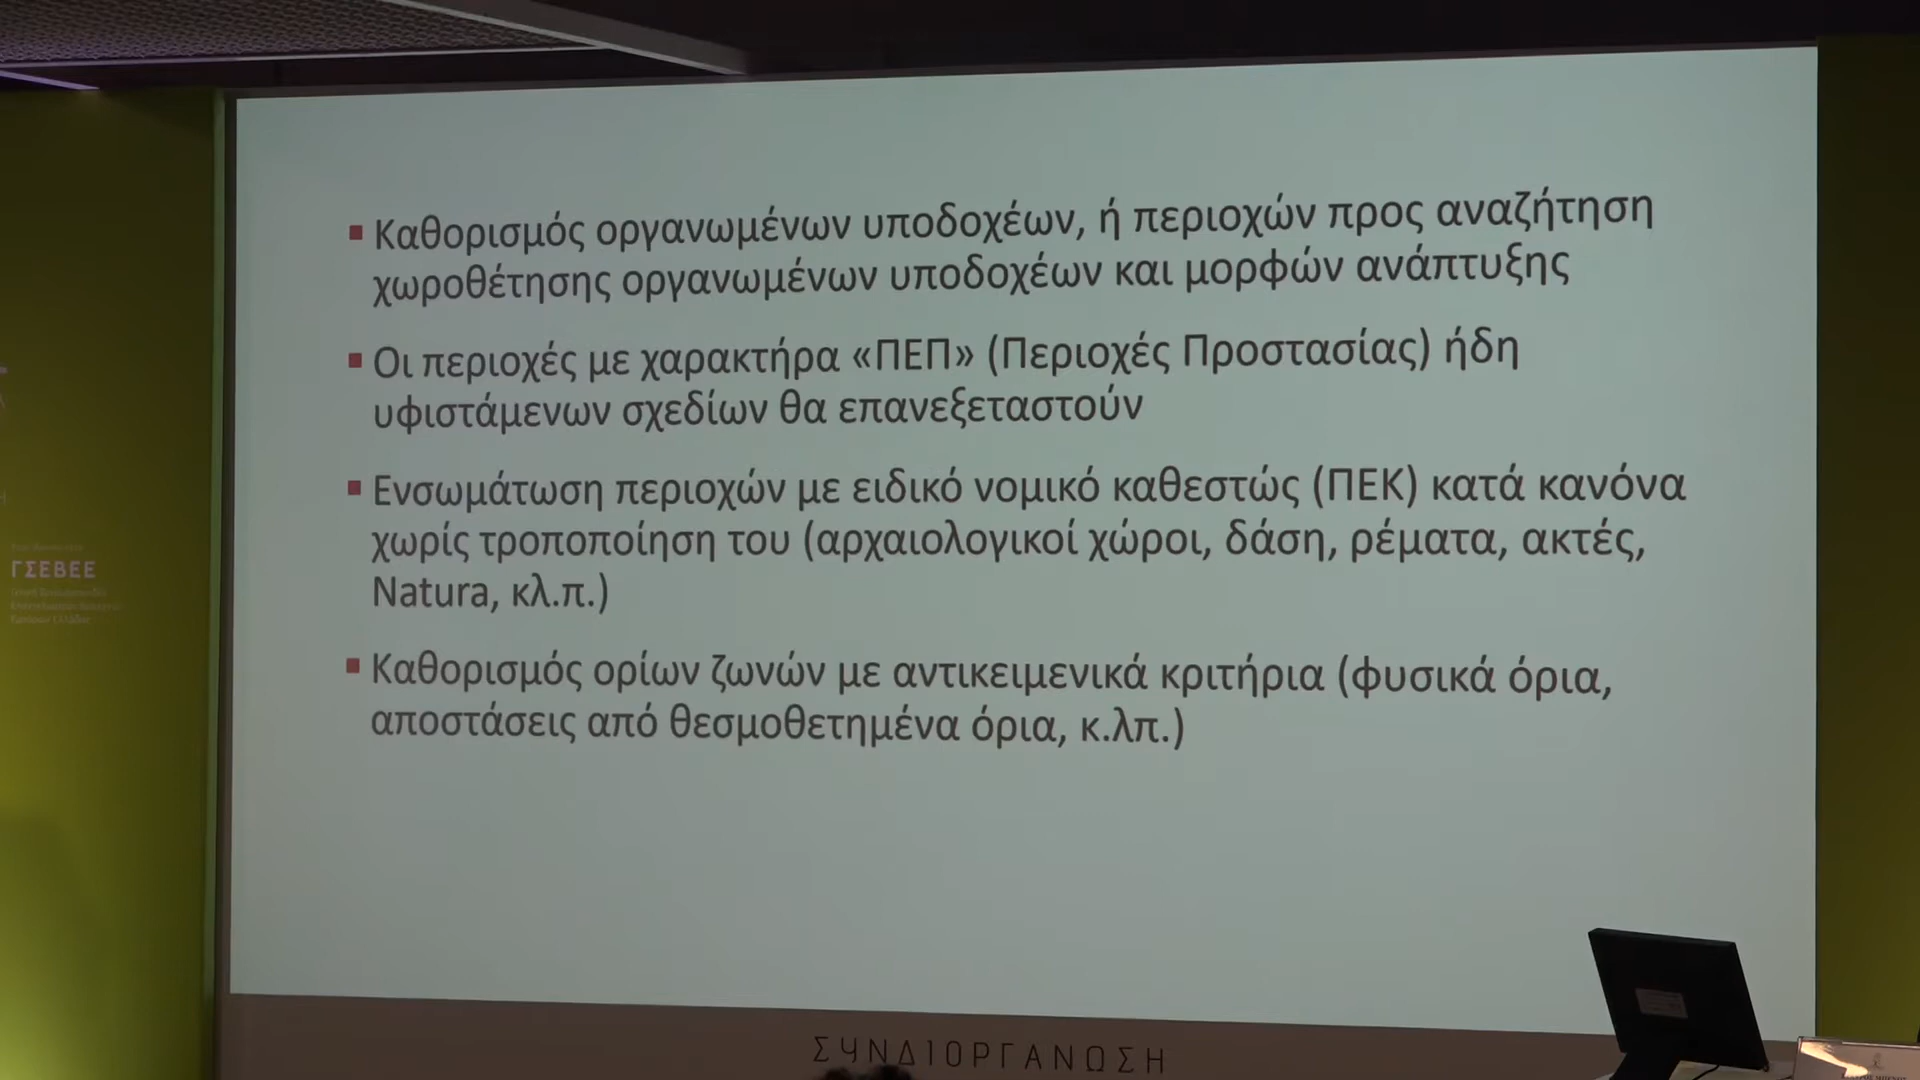 Καθορισμός οργανωμένων υποδοχέων, ή περιοχών προς αναζήτηση
χωροθέτησης οργανωμένων υποδοχέων και μορφών ανάπτυξης
Οι περιοχές με χαρακτήρα «ΠΕΠ» (Περιοχές Προστασίας) ήδη
υφιστάμενων σχεδίων θα επανεξεταστούν
Ενσωμάτωση περιοχών με ειδικό νομικό καθεστώς (ΠΕΚ) κατά κανόνα
χωρίς τροποποίηση του (αρχαιολογικοί χώροι, δάση, ρέματα, ακτές,
Natura, κλ.π.)
Καθορισμός ορίων ζωνών με αντικειμενικά κριτήρια (φυσικά όρια,
αποστάσεις από θεσμοθετημένα όρια, κ.λπ.)
ΓΣΕΒΕΕ
ΣΥΝΔΙΟΡΓΑΝΩΣΗ